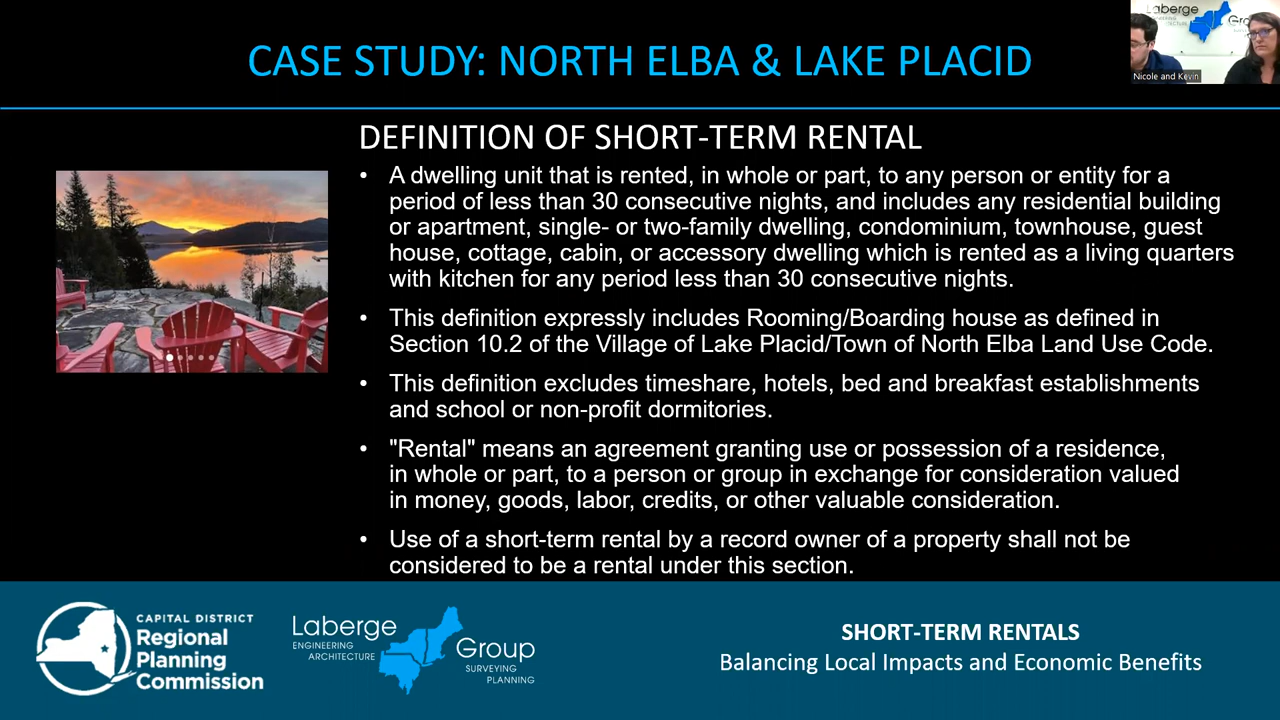 CASE STUDY: NORTH ELBA & LAKE PLACID
Laberge
Nicole and Kevin
DEFINITION OF SHORT-TERM RENTAL
• A dwelling unit that is rented, in whole or part, to any person or entity for a
period of less than 30 consecutive nights, and includes any residential building
or apartment, single- or two-family dwelling, condominium, townhouse, guest
house, cottage, cabin, or accessory dwelling which is rented as a living quarters
with kitchen for any period less than 30 consecutive nights.
• This definition expressly includes Rooming/Boarding house as defined in
Section 10.2 of the Village of Lake Placid/Town of North Elba Land Use Code.
• This definition excludes timeshare, hotels, bed and breakfast establishments
and school or non-profit dormitories.
• "Rental" means an agreement granting use or possession of a residence,
in whole or part, to a person or group in exchange for consideration valued
in money, goods, labor, credits, or other valuable consideration.
• Use of a short-term rental by a record owner of a property shall not be
considered to be a rental under this section.
CAPITAL DISTRICT
Regional
Planning
Commission
Laberge
ENGINEERING
ARCHITECTURE
Group
SURVEYING
PLANNING
SHORT-TERM RENTALS
Balancing Local Impacts and Economic Benefits